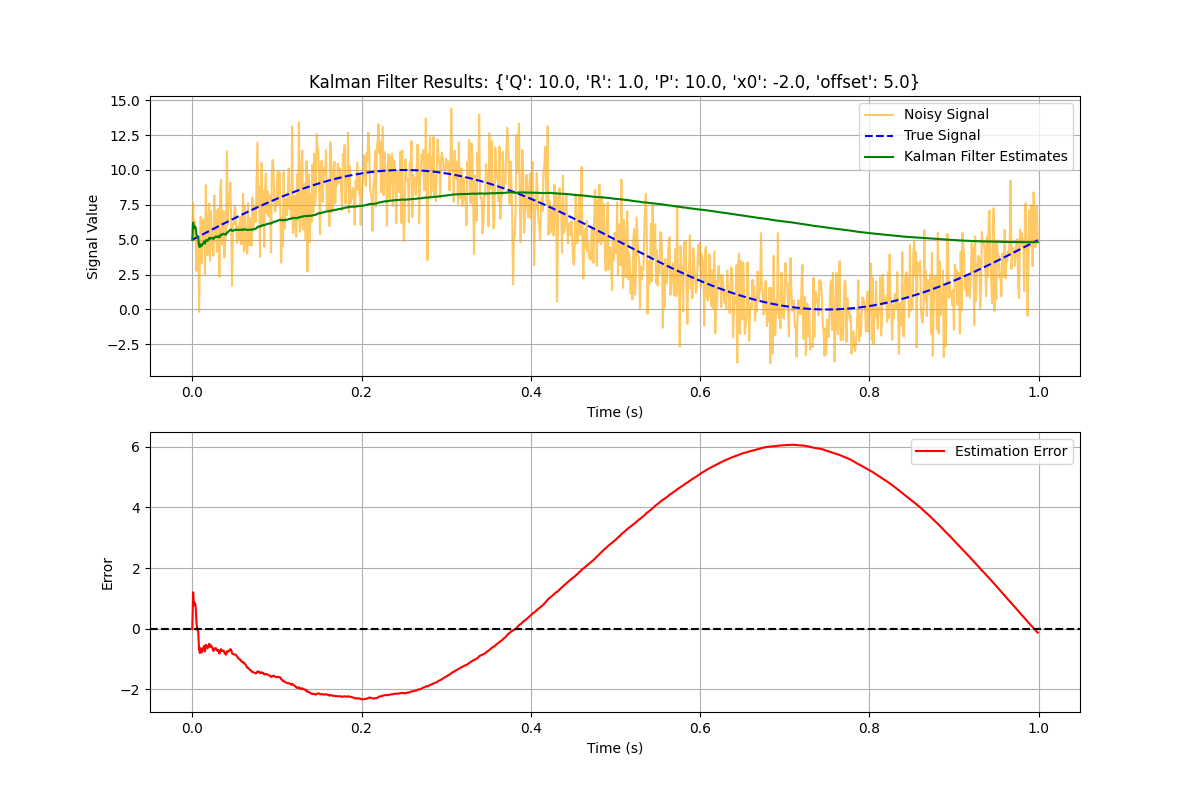 Kalman Filter Results: {'Q': 10.0, 'R': 1.0, 'P': 10.0, 'x0': -2.0, 'offset': 5.0}
15.0
12.5
10.0
7.5
5.0
2.5
0.0
−2.5
Signal Value
Noisy Signal
True Signal
Kalman Filter Estimates
0.0 0.2 0.4 0.6 0.8 1.0
Time (s)
6
4
2
0
−2
Error
Estimation Error
0.0 0.2 0.4 0.6 0.8 1.0
Time (s)